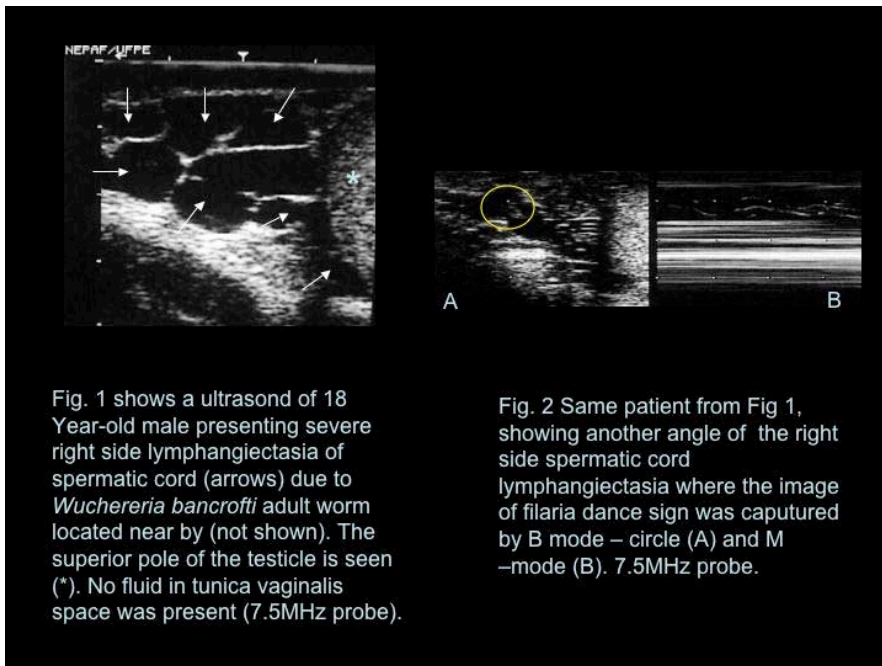 NEPAF/UFPE
*
A
B
Fig. 1 shows a ultrasond of 18
Year-old male presenting severe
right side lymphangiectasia of
spermatic cord (arrows) due to
Wuchereria bancrofti adult worm
located near by (not shown). The
superior pole of the testicle is seen
(*). No fluid in tunica vaginalis
space was present (7.5MHz probe).
Fig. 2 Same patient from Fig 1,
showing another angle of the right
side spermatic cord
lymphangiectasia where the image
of filaria dance sign was caputured
by B mode – circle (A) and M
–mode (B). 7.5MHz probe.